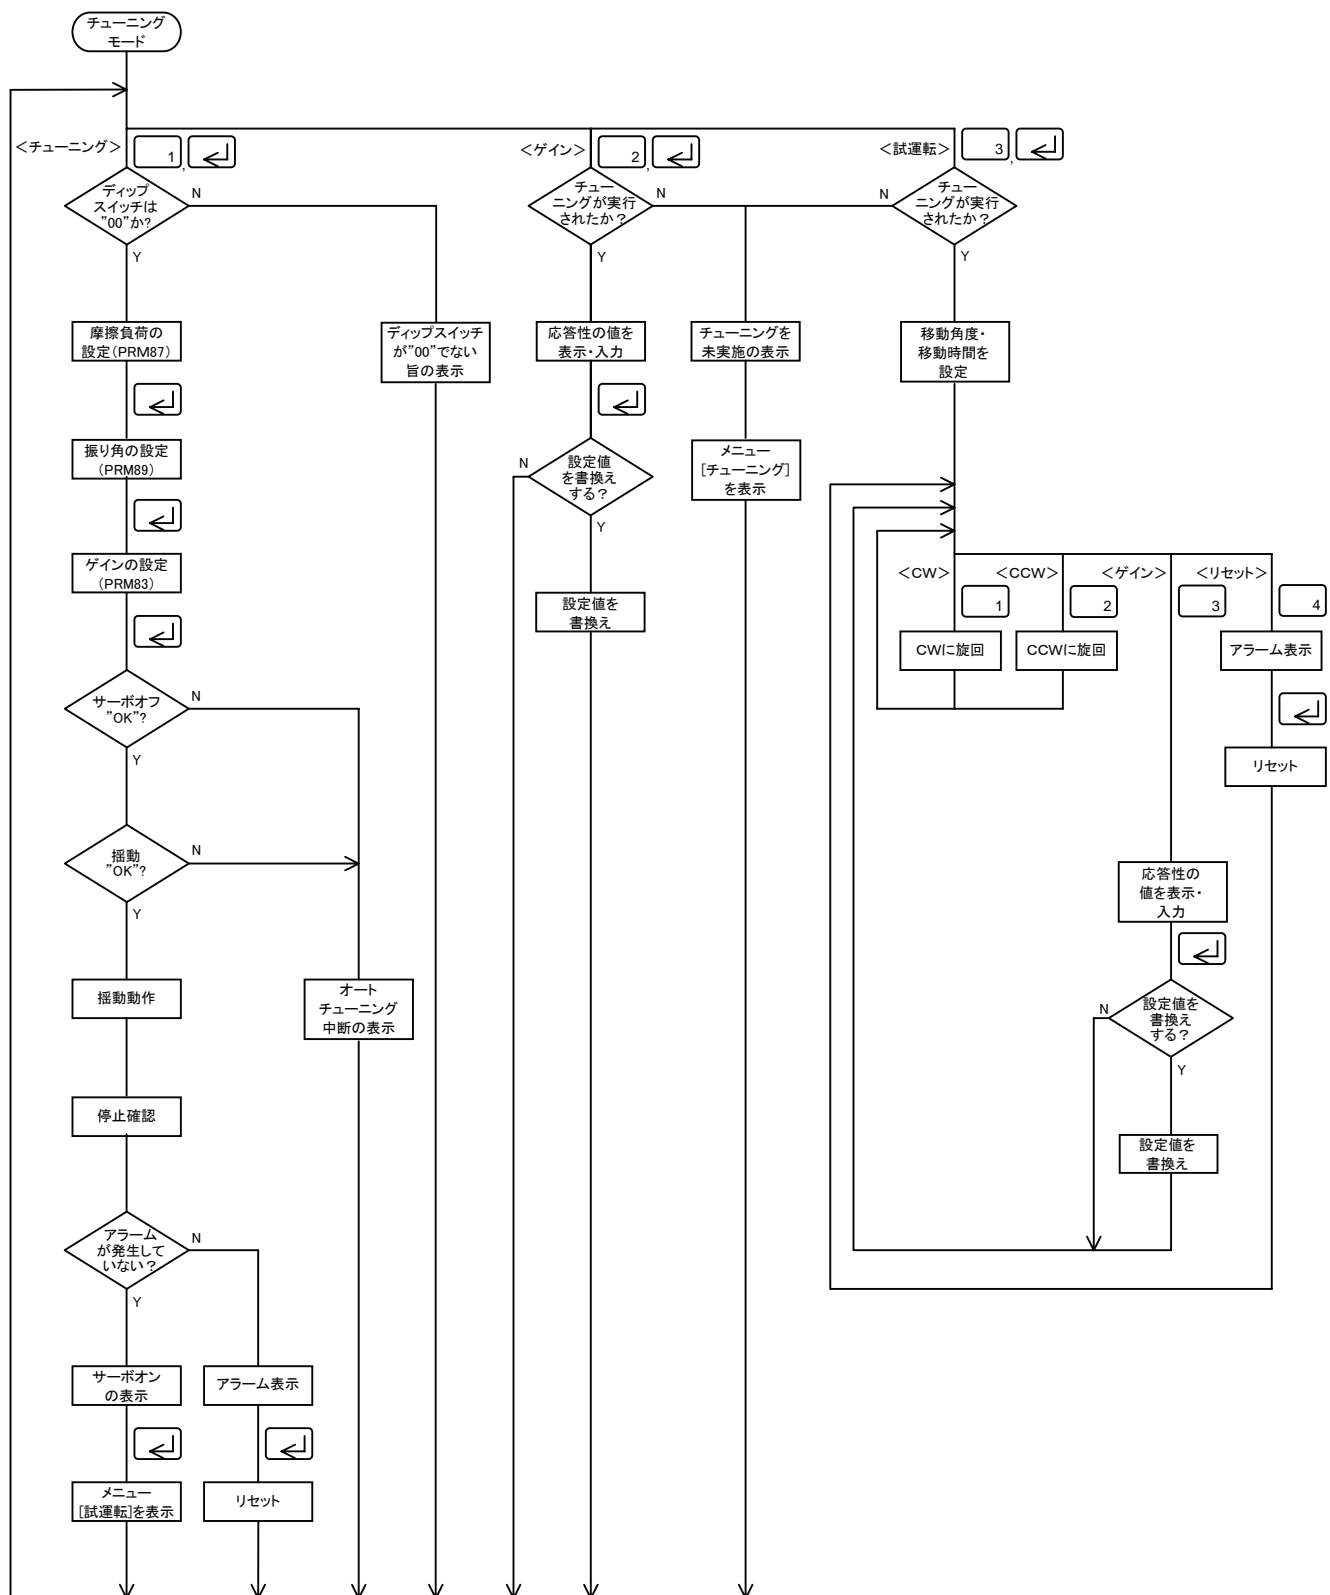 チューニング
モード
＜チューニング＞
1
,
＜ゲイン＞
2
,
＜試運転＞
3
,
ディップ
スイッチは
"00"か?
N
Y
チュー
ニングが実行
されたか？
N
Y
チュー
ニングが実行
されたか？
N
Y
摩擦負荷の
設定(PRM87)
ディップスイッチ
が"00"でない
旨の表示
応答性の値を
表示・入力
チューニングを
未実施の表示
移動角度・
移動時間を
設定
振り角の設定
(PRM89)
設定値
を書換え
する？
N
Y
メニュー
[チューニング]
を表示
ゲインの設定
(PRM83)
設定値を
書換え
＜CW＞
1
＜CCW＞
2
＜ゲイン＞
3
＜リセット＞
4
CWに旋回
CCWに旋回
アラーム表示
リセット
サーボオフ
"OK"?
N
Y
揺動
"OK"?
N
Y
応答性の
値を表示・
入力
揺動動作
オート
チューニング
中断の表示
設定値を
書換え
する？
N
Y
停止確認
設定値を
書換え
アラーム
が発生して
いない？
N
Y
サーボオン
の表示
アラーム表示
メニュー
[試運転]を表示
リセット